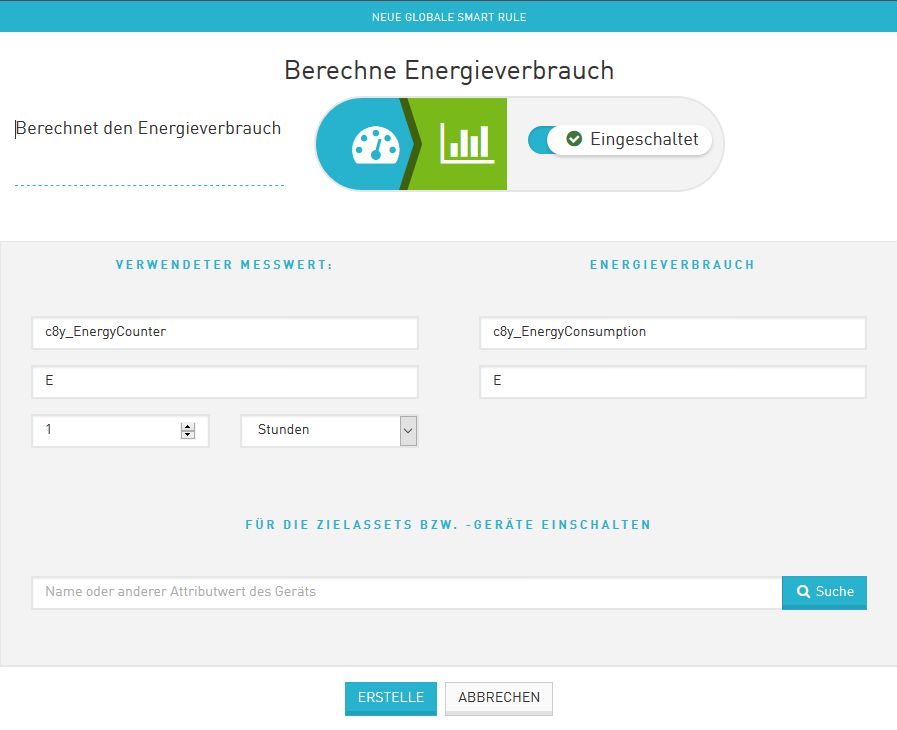 NEUE GLOBALE SMART RULE
Berechne Energieverbrauch
Berechnet den Energieverbrauch
Eingeschaltet
VERWENDETER MESSWERT:
ENERGIEVERBRAUCH
c8y_EnergyCounter
c8y_EnergyConsumption
E
E
1
Stunden
FÜR DIE ZIELASSETS BZW. -GERÄTE EINSCHALTEN
Name oder anderer Attributwert des Geräts
Suche
ERSTELLE
ABBRECHEN